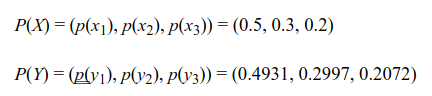 P(X) = (p(x₁), p(x₂), p(x₃)) = (0.5, 0.3, 0.2)
P(Y) = (p(y₁), p(y₂), p(y₃)) = (0.4931, 0.2997, 0.2072)